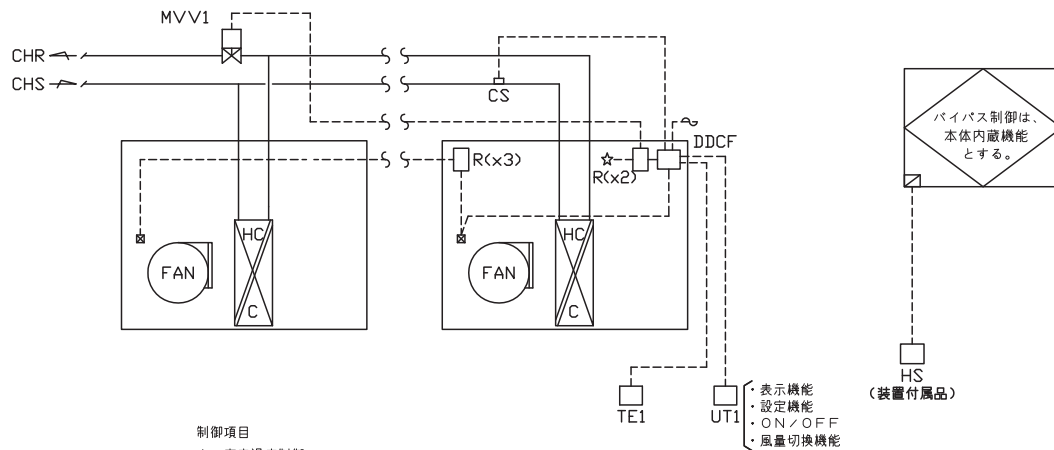 MVV1
CHR
CHS
CS
DDCF
R(x3)
R(x2)
HC
FAN
C
HC
FAN
C
バイパス制御は、
本体内蔵機能
とする。
HS
(装置付属品)
TE1
UT1
・表示機能
・設定機能
・ON/OFF
・風量切換機能
制御項目